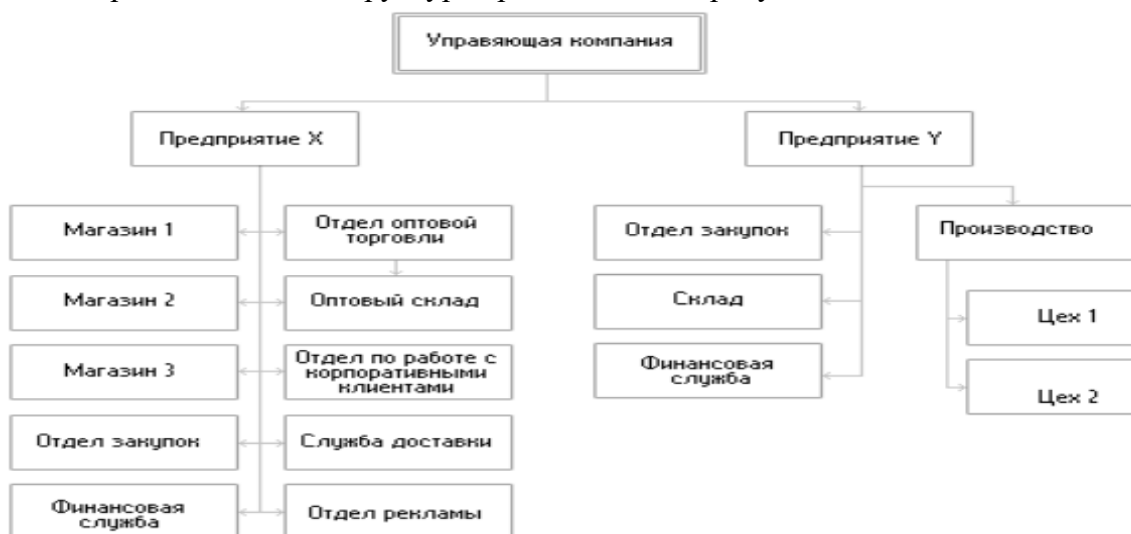 Управяющая компания
Предприятие X
Предприятие Y
Магазин 1
Отдел оптовой
торговли
Магазин 2
Оптовый склад
Магазин 3
Отдел по работе с
корпоративными
клиентами
Отдел закупок
Служба доставки
Финансовая
служба
Отдел рекламы
Отдел закупок
Производство
Склад
Цех 1
Финансовая
служба
Цех 2